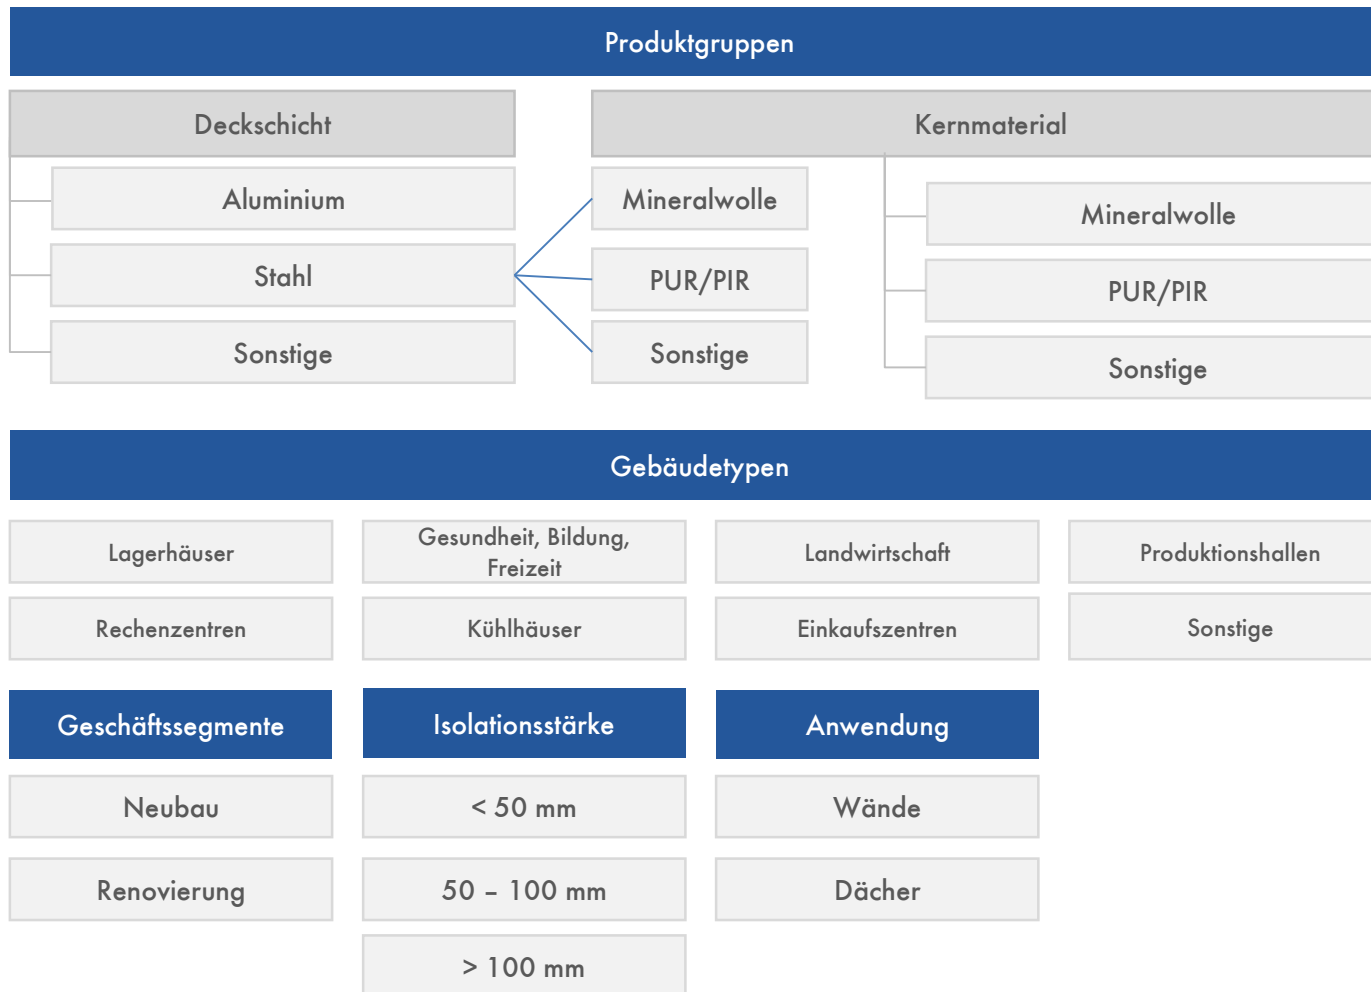 Produktgruppen
Deckschicht
Kernmaterial
Aluminium
Stahl
Sonstige
Mineralwolle
PUR/PIR
Sonstige
Mineralwolle
PUR/PIR
Sonstige
Gebäudetypen
Lagerhäuser
Gesundheit, Bildung,
Freizeit
Landwirtschaft
Produktionshallen
Rechenzentren
Kühlhäuser
Einkaufszentren
Sonstige
Geschäftssegmente
Neubau
Renovierung
Isolationsstärke
< 50 mm
50 – 100 mm
> 100 mm
Anwendung
Wände
Dächer